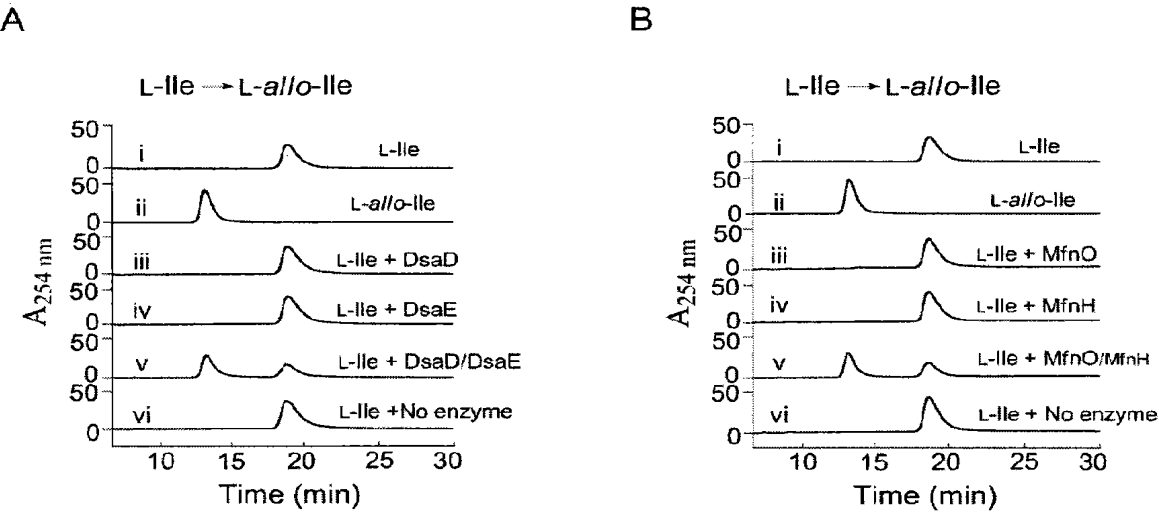 A
L-Ile → L-allo-Ile
50
0
i
L-Ile
50
0
ii
L-allo-Ile
50
0
iii
L-Ile + DsaD
50
0
iv
L-Ile + DsaE
50
0
v
L-Ile + DsaD/DsaE
50
0
vi
L-Ile +No enzyme
A254 nm
10 15 20 25 30
Time (min)
B
L-Ile → L-allo-Ile
50
0
i
L-Ile
50
0
ii
L-allo-Ile
50
0
iii
L-Ile + MfnO
50
0
iv
L-Ile + MfnH
50
0
v
L-Ile + MfnO/MfnH
50
0
vi
L-Ile + No enzyme
A254 nm
10 15 20 25 30
Time (min)